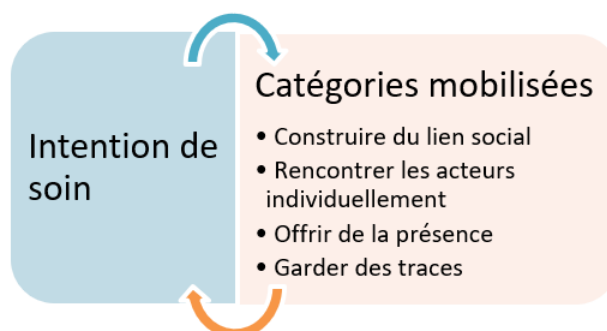 Intention de
soin
Catégories mobilisées
• Construire du lien social
• Rencontrer les acteurs
individuellement
• Offrir de la présence
• Garder des traces